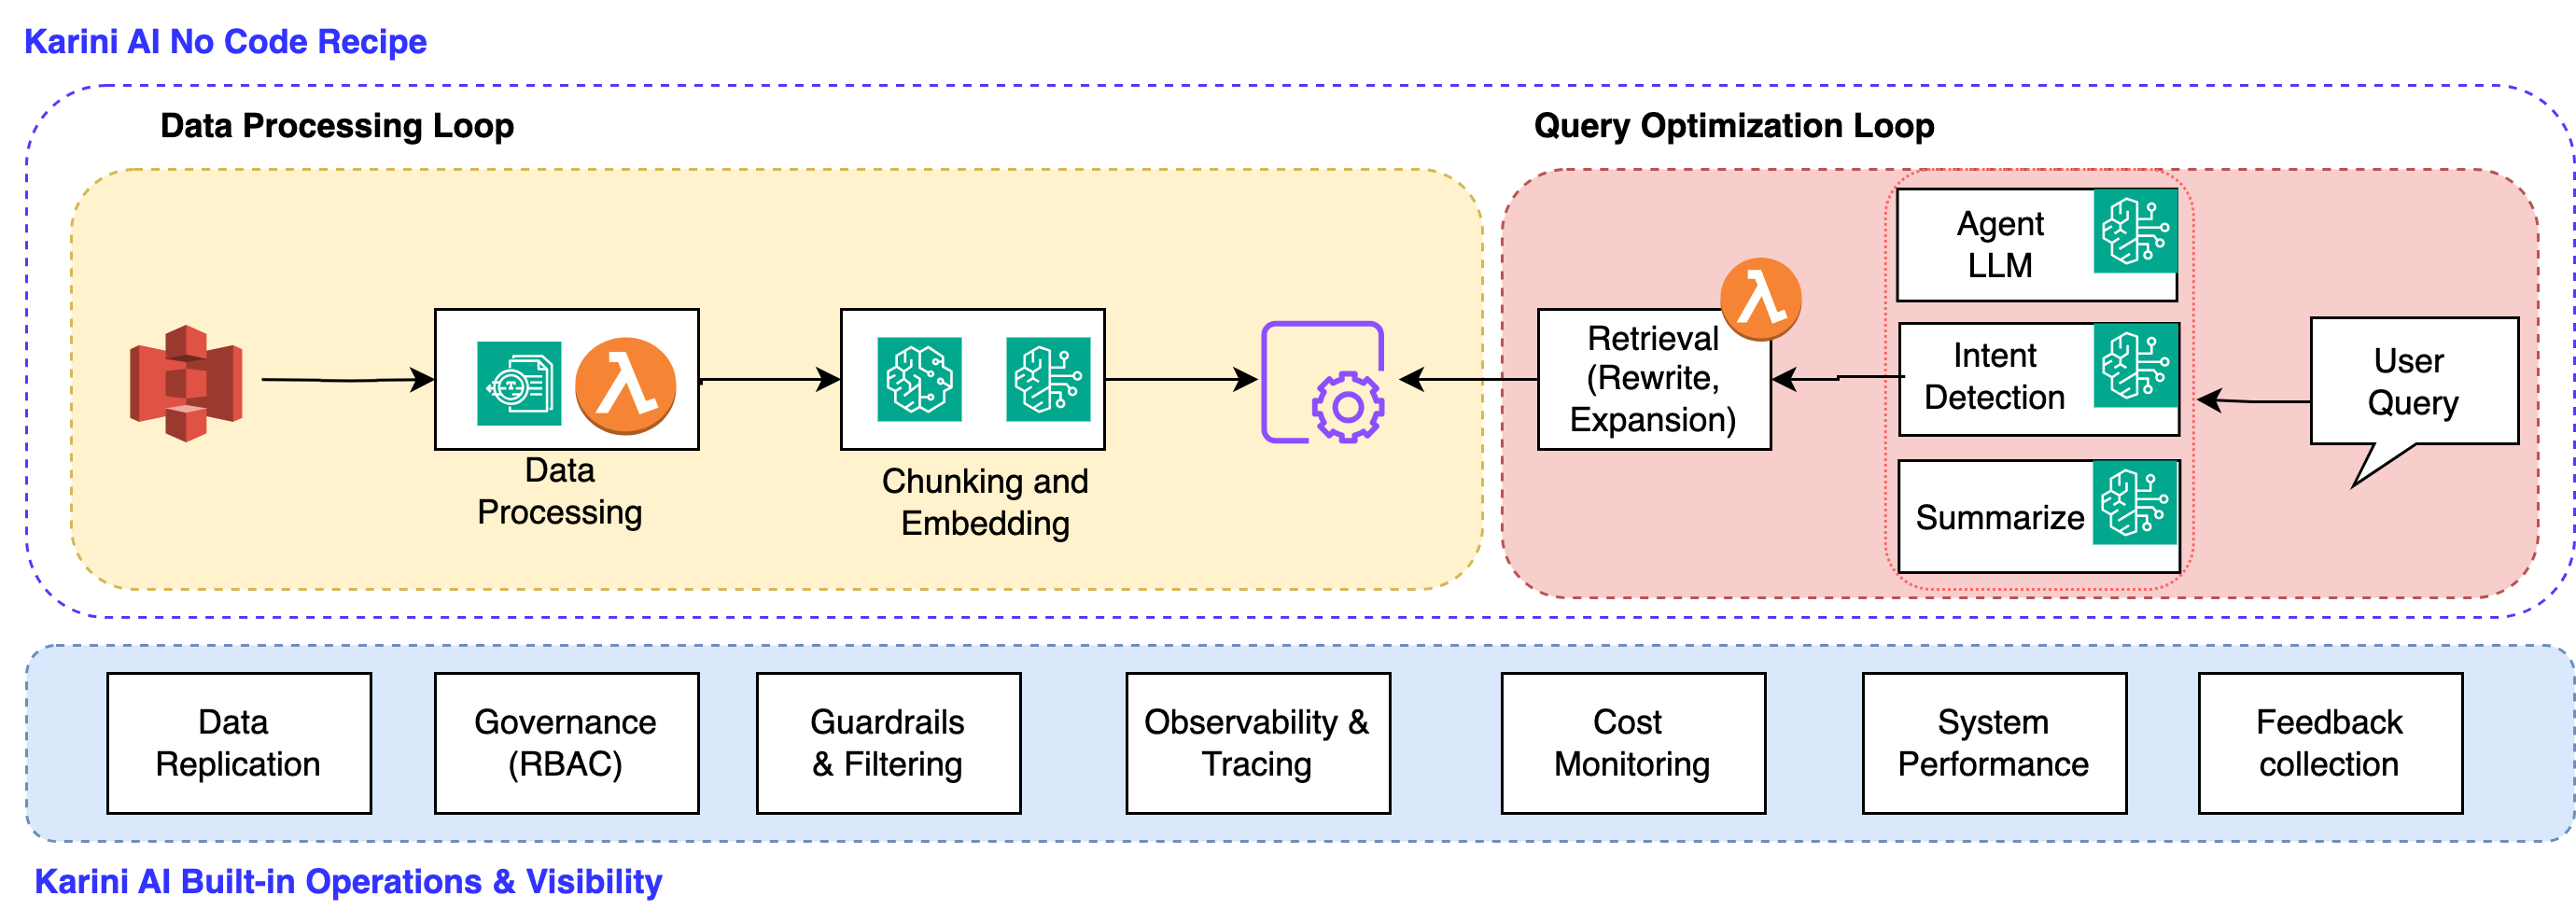 Karini AI No Code Recipe
Data Processing Loop
Data
Processing
Chunking and
Embedding
Query Optimization Loop
Retrieval
(Rewrite,
Expansion)
Agent
LLM
Intent
Detection
Summarize
User
Query
Data
Replication
Governance
(RBAC)
Guardrails
& Filtering
Observability &
Tracing
Cost
Monitoring
System
Performance
Feedback
collection
Karini AI Built-in Operations & Visibility